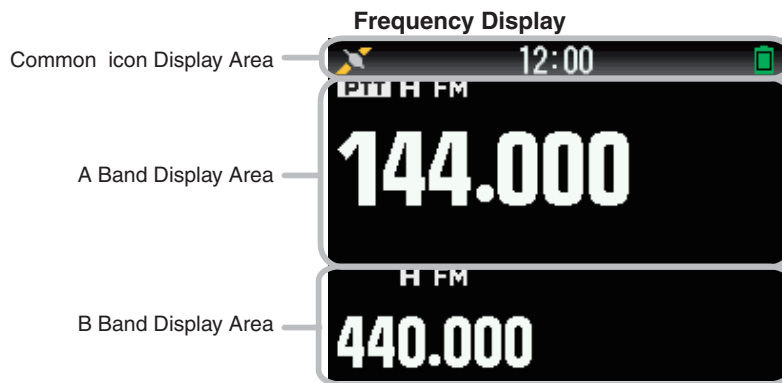 Frequency Display
Common icon Display Area
12:00
PTT H FM
A Band Display Area
144.000
H FM
B Band Display Area
440.000